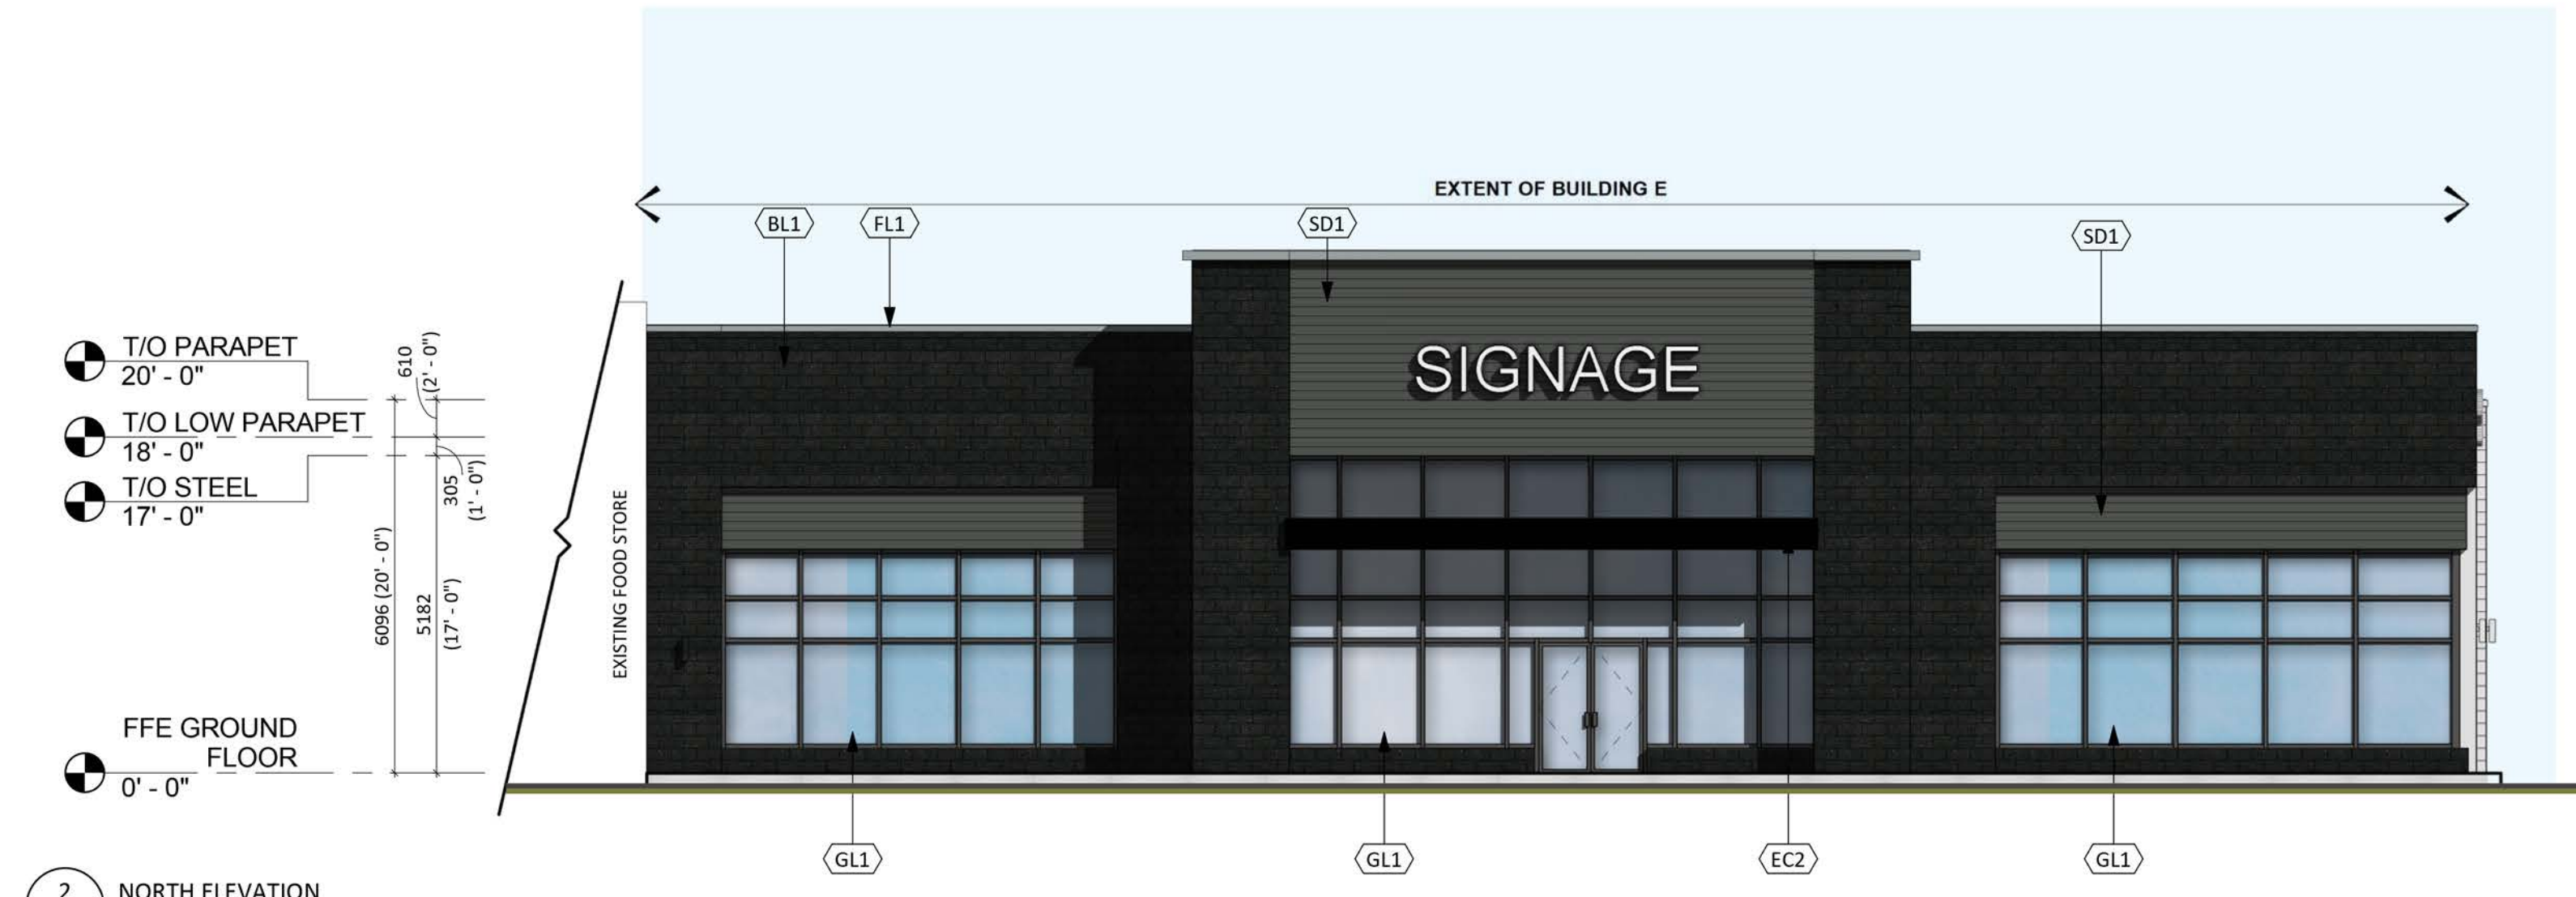 EXTENT OF BUILDING E
BL1
FL1
SD1
SD1
SIGNAGE
T/O PARAPET
20' - 0"
T/O LOW PARAPET
18' - 0"
T/O STEEL
17' - 0"
FFE GROUND
FLOOR
0' - 0"
610
(2' - 0")
305
(1' - 0")
6096 (20' - 0")
5182
(17' - 0")
EXISTING FOOD STORE
GL1
GL1
EC2
GL1
2
NORTH ELEVATION